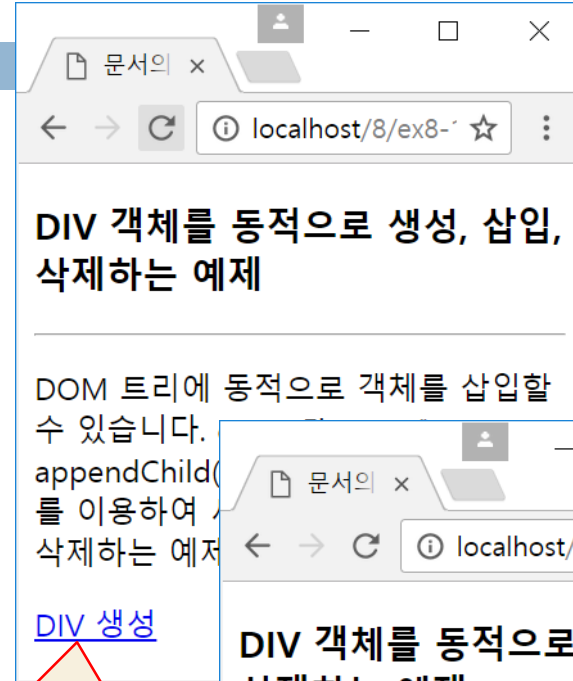 문서의
localhost/8/ex8-
DIV 객체를 동적으로 생성, 삽입,
삭제하는 예제
DOM 트리에 동적으로 객체를 삽입할
수 있습니다.
appendChild(
를 이용하여
삭제하는 예제
DIV 생성
문서의
localhost/
DIV 객체를 동적으로